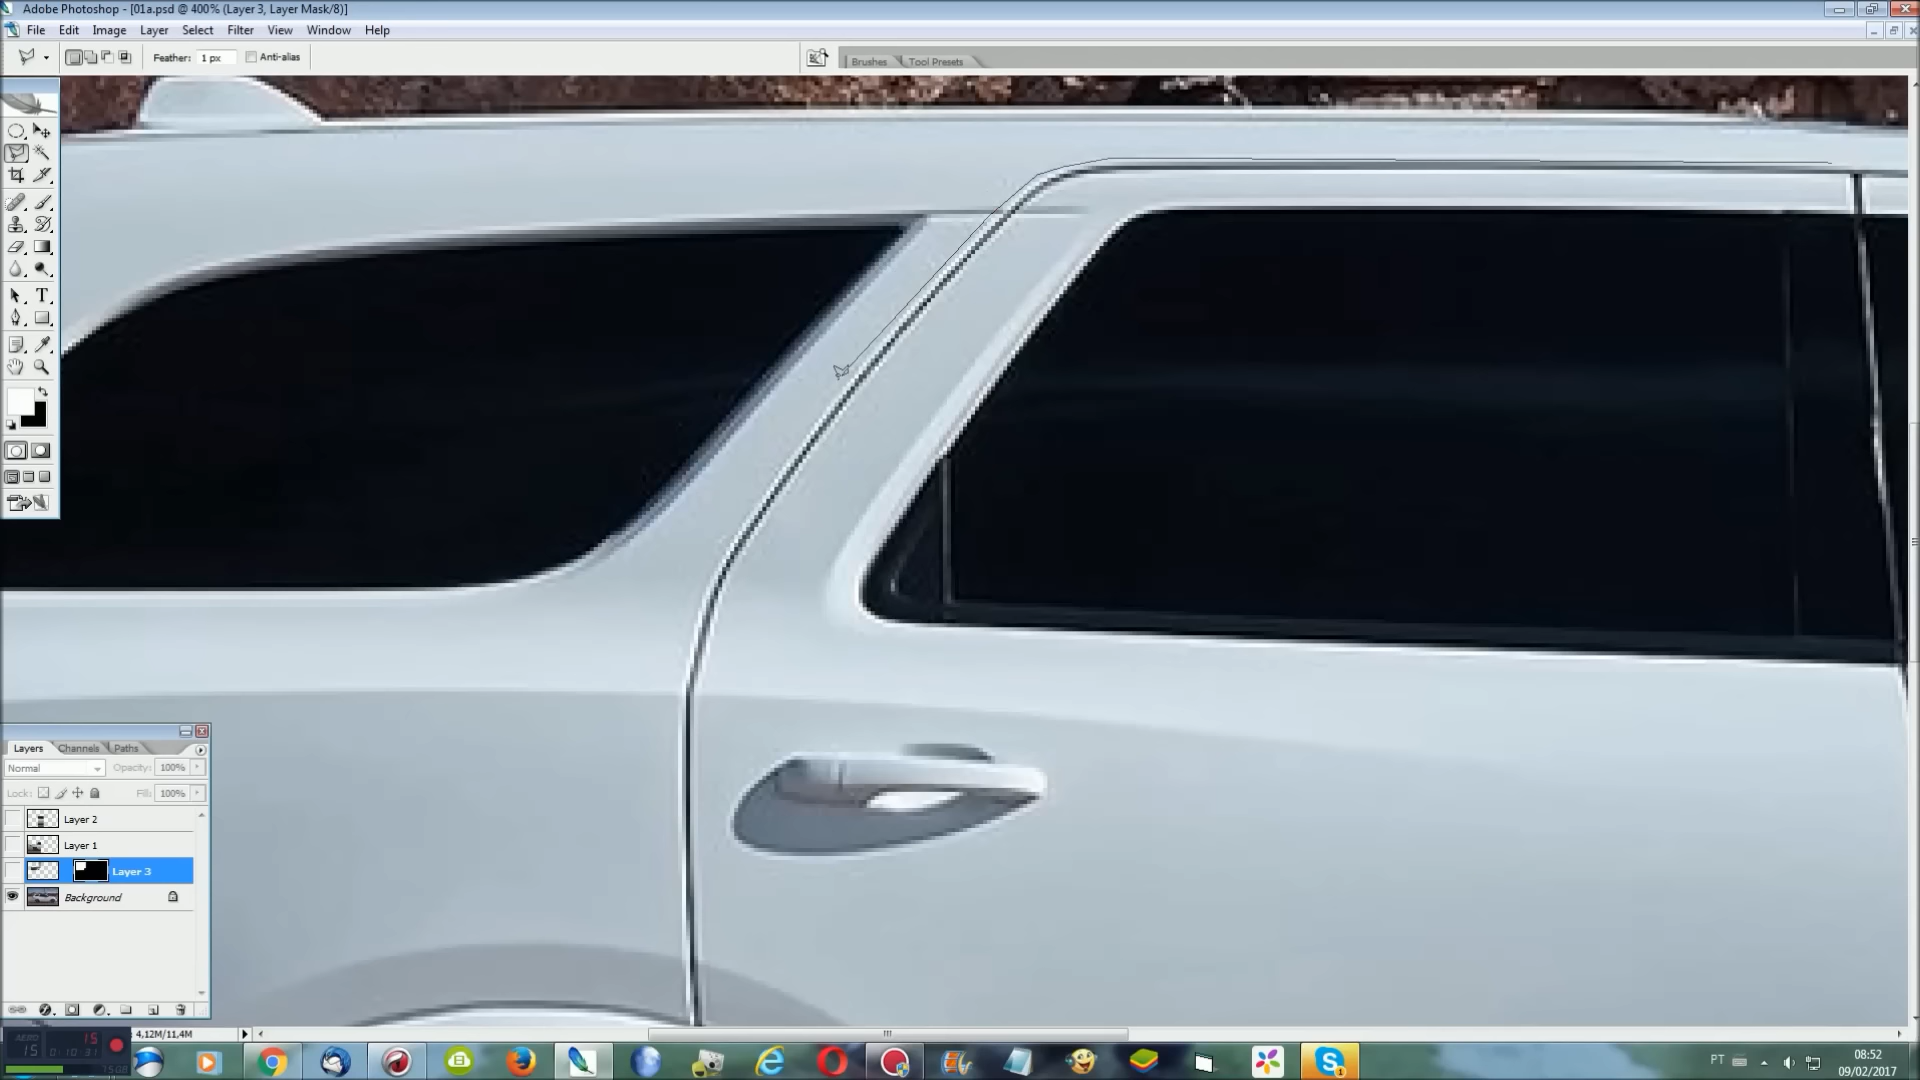 Adobe Photoshop - [01a.psd @ 400% (Layer 3, Layer Mask/8)]
File Edit Image Layer Select Filter View Window Help
Feather: 1 px Anti-alias
Brushes Tool Presets
T
Layers Channels Paths
Normal Opacity: 100%
Lock: Fill: 100%
Layer 2
Layer 1
Layer 3
Background
4,12M/11,4M
15 15
PT 08:52
09/02/2017